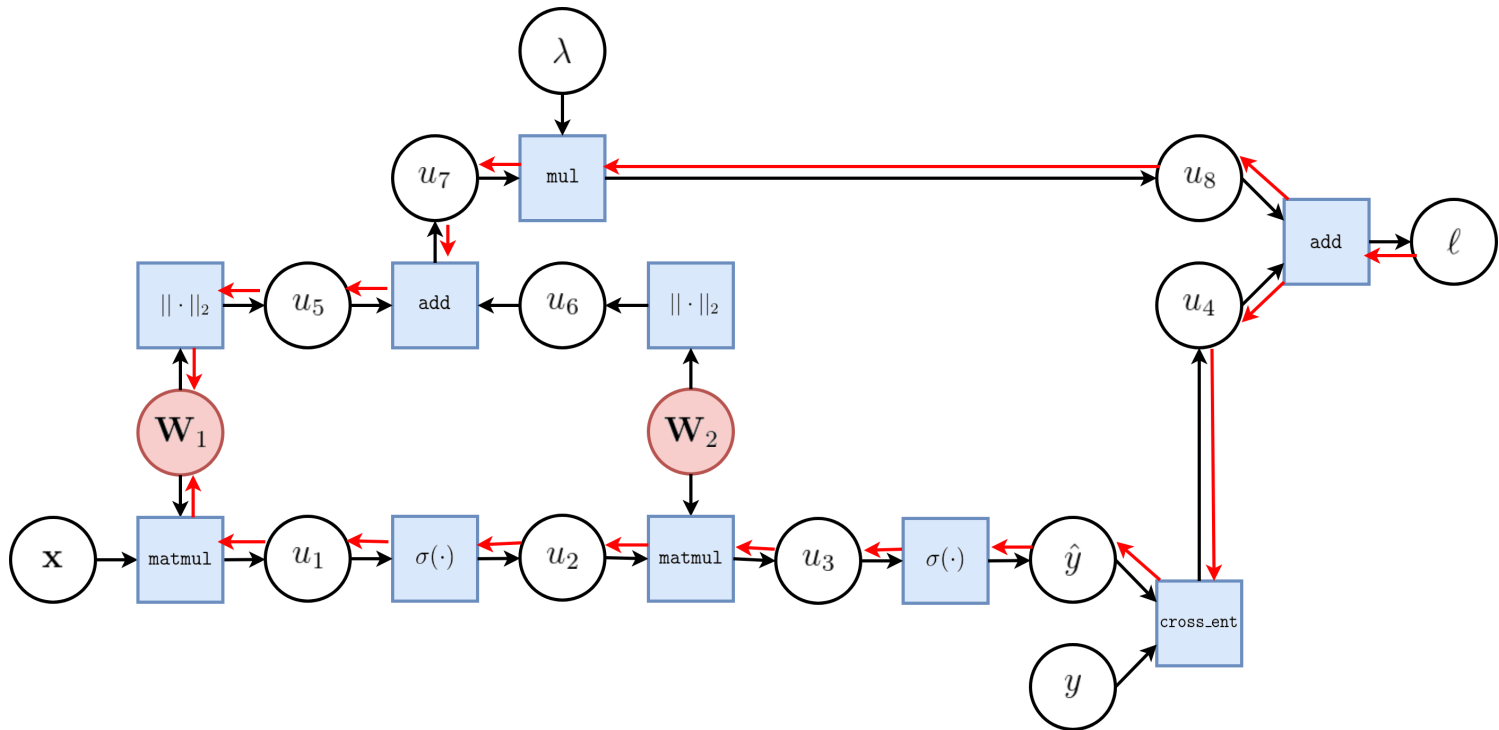 λ
u₇
mul
u₈
add
ℓ
|| · ||₂
u₅
add
u₆
|| · ||₂
u₄
W₁
W₂
x
matmul
u₁
σ(·)
u₂
matmul
u₃
σ(·)
ŷ
cross_ent
y